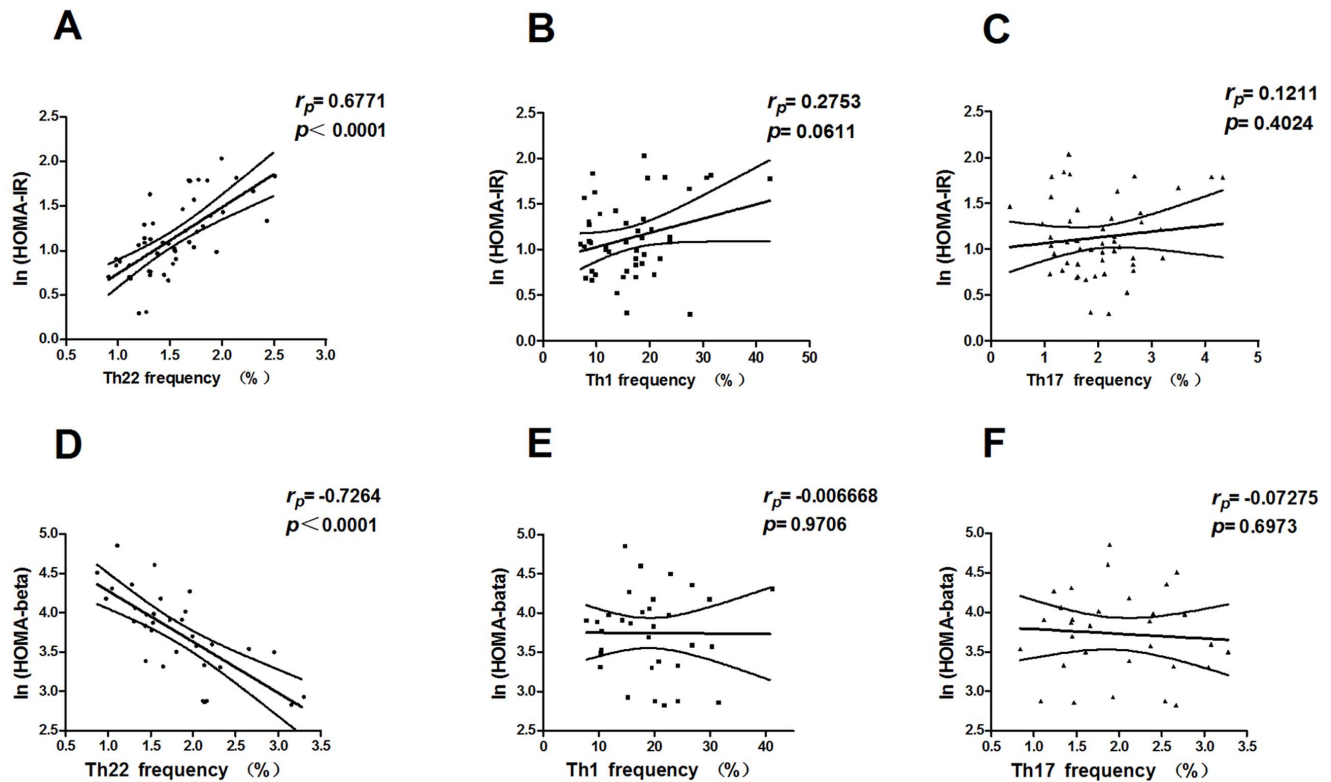 A
B
C
rp= 0.6771
p< 0.0001
rp= 0.2753
p= 0.0611
rp= 0.1211
p= 0.4024
ln (HOMA-IR)
2.5
2.0
1.5
1.0
0.5
0.0
0.5 1.0 1.5 2.0 2.5 3.0
Th22 frequency (%)
ln (HOMA-IR)
2.5
2.0
1.5
1.0
0.5
0.0
0 10 20 30 40 50
Th1 frequency (%)
ln (HOMA-IR)
2.5
2.0
1.5
1.0
0.5
0.0
0 1 2 3 4 5
Th17 frequency (%)
D
E
F
rp= -0.7264
p<0.0001
rp= -0.006668
p= 0.9706
rp= -0.07275
p= 0.6973
ln (HOMA-beta)
5.0
4.5
4.0
3.5
3.0
2.5
0.5 1.0 1.5 2.0 2.5 3.0 3.5
Th22 frequency (%)
ln (HOMA-bata)
5.0
4.5
4.0
3.5
3.0
2.5
0 10 20 30 40
Th1 frequency (%)
ln (HOMA-bata)
5.0
4.5
4.0
3.5
3.0
2.5
0.5 1.0 1.5 2.0 2.5 3.0 3.5
Th17 frequency (%)